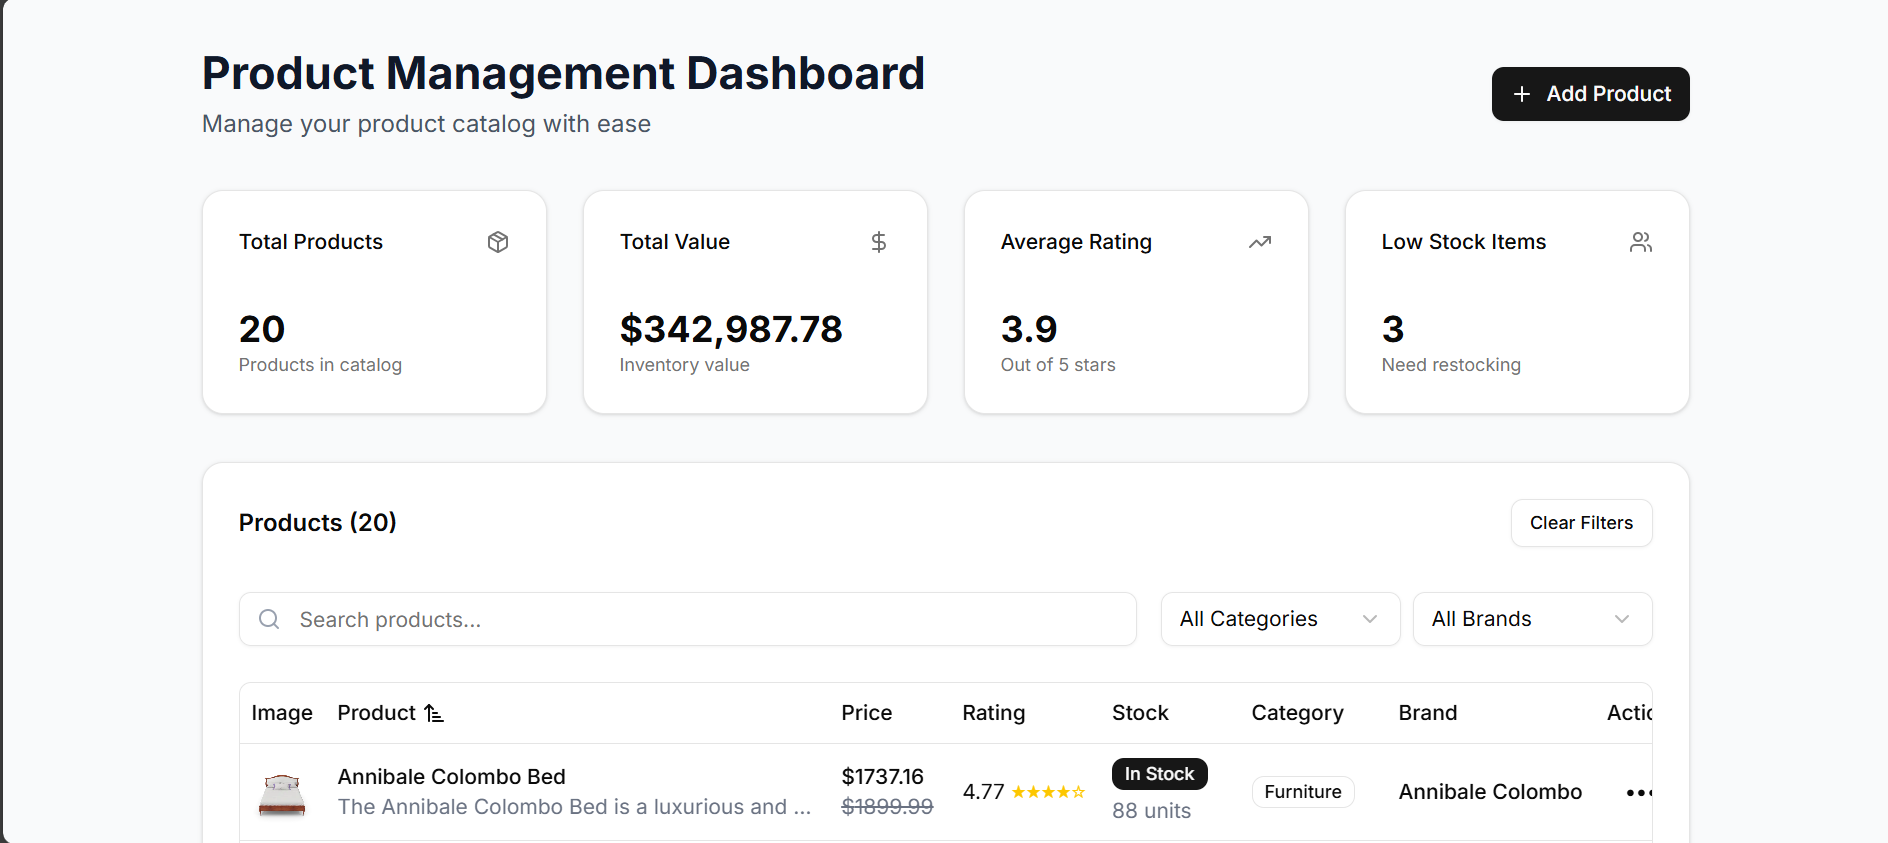 Product Management Dashboard
Manage your product catalog with ease
Add Product
Total Products
20
Products in catalog
Total Value
$342,987.78
Inventory value
Average Rating
3.9
Out of 5 stars
Low Stock Items
3
Need restocking
Products (20)
Clear Filters
Search products...
All Categories
All Brands
Image Product Price Rating Stock Category Brand Actic
Annibale Colombo Bed
The Annibale Colombo Bed is a luxurious and ...
$1737.16
$1899.99
4.77 ★★★★☆
In Stock
88 units
Furniture
Annibale Colombo